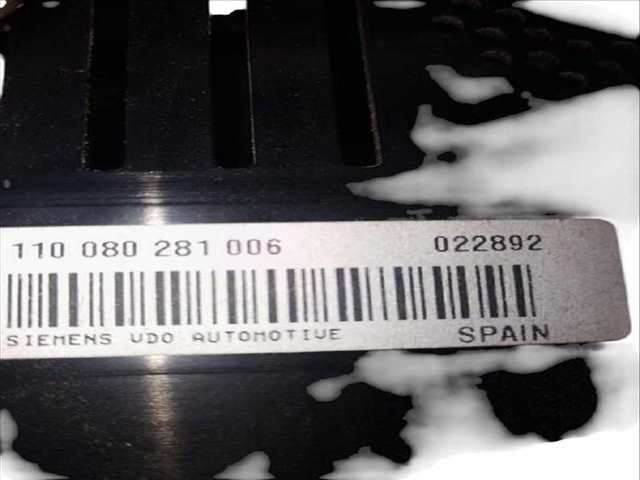 110 080 281 006 022892
SIEMENS VDO AUTOMOTIVE SPAIN